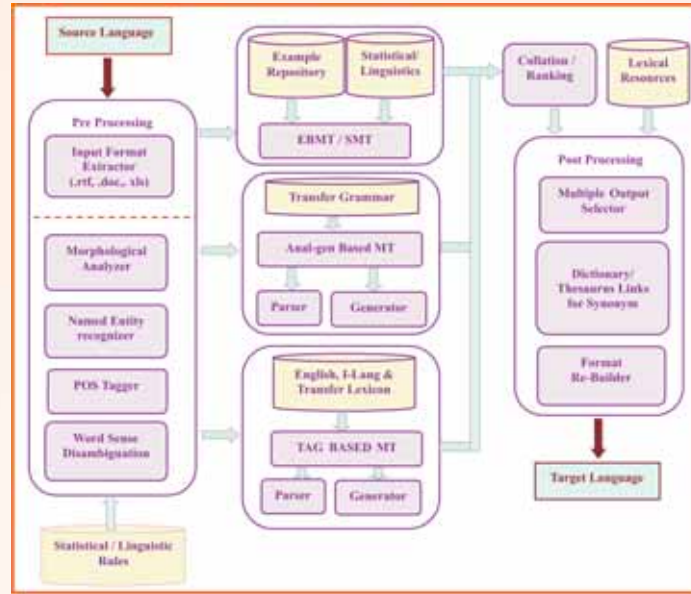 Source Language
Pre Processing
Input Format
Extractor
(.rtf, .doc,. xls)
Morphological
Analyzer
Named Entity
recognizer
POS Tagger
Word Sense
Disambiguation
Statistical / Linguistic
Rules
Example
Repository
Statistical/
Linguistics
EBMT / SMT
Transfer Grammar
Anal-gen Based MT
Parser
Generator
English, I-Lang &
Transfer Lexicon
TAG BASED MT
Parser
Generator
Collation /
Ranking
Lexical
Resources
Post Processing
Multiple Output
Selector
Dictionary/
Thesaurus Links
for Synonym
Format
Re-Builder
Target Language